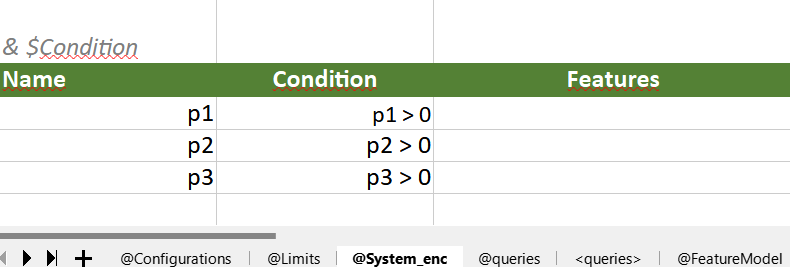 & $Condition
Name Condition Features
p1 p1 > 0
p2 p2 > 0
p3 p3 > 0
@Configurations @Limits @System_enc @queries <queries> @FeatureModel